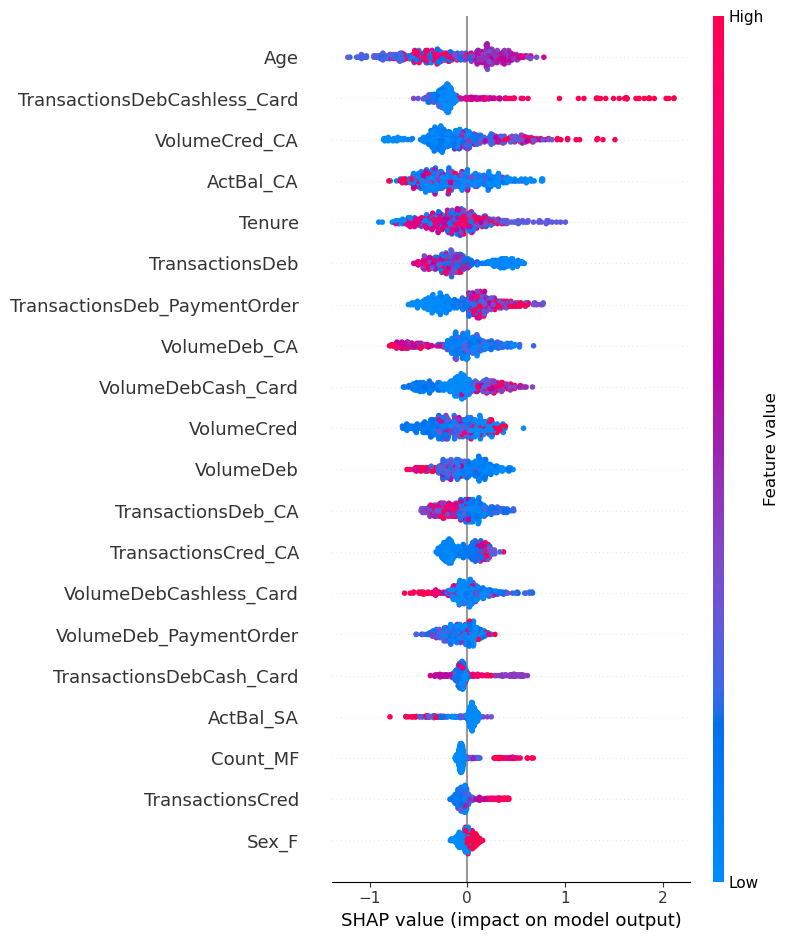 High
Age
TransactionsDebCashless_Card
VolumeCred_CA
ActBal_CA
Tenure
TransactionsDeb
TransactionsDeb_PaymentOrder
VolumeDeb_CA
VolumeDebCash_Card
VolumeCred
VolumeDeb
TransactionsDeb_CA
TransactionsCred_CA
VolumeDebCashless_Card
VolumeDeb_PaymentOrder
TransactionsDebCash_Card
ActBal_SA
Count_MF
TransactionsCred
Sex_F
Feature value
Low
−1 0 1 2
SHAP value (impact on model output)